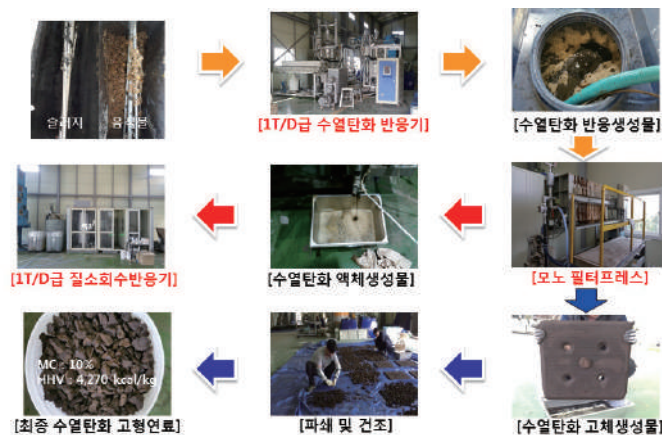 슬러지 음식물
[1T/D급 수열탄화 반응기]
[수열탄화 반응생성물]
[1T/D급 질소회수반응기]
[수열탄화 액체생성물]
[모노 필터프레스]
MC : 10%
HHV : 4,270 kcal/kg
[최종 수열탄화 고형연료]
[파쇄 및 건조]
[수열탄화 고체생성물]